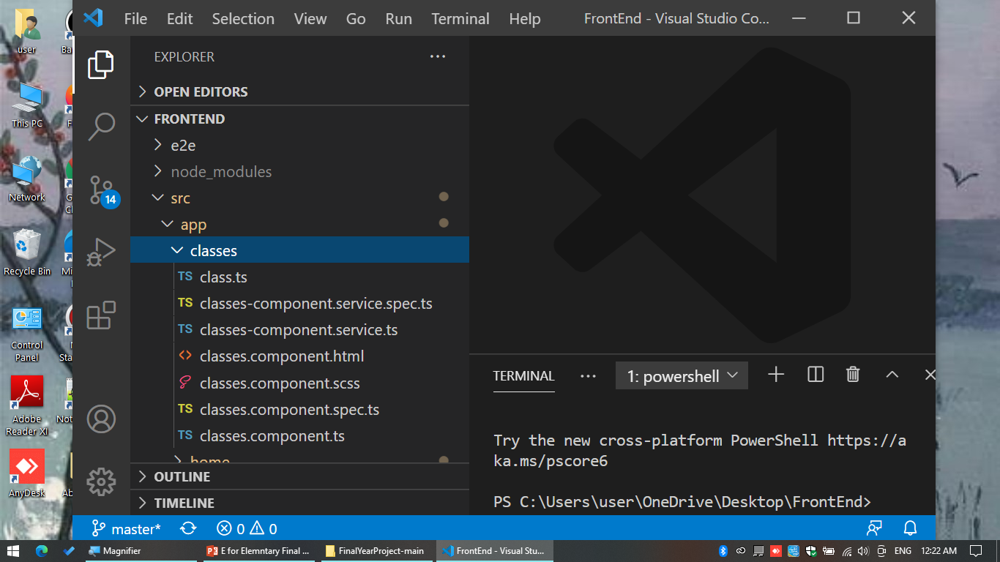 File Edit Selection View Go Run Terminal Help FrontEnd - Visual Studio Co...
user
This PC
Network
Recycle Bin
Control
Panel
Adobe
Reader XI
AnyDesk
EXPLORER
OPEN EDITORS
FRONTEND
e2e
node_modules
src
app
classes
TS class.ts
TS classes-component.service.spec.ts
TS classes-component.service.ts
classes.component.html
classes.component.scss
TS classes.component.spec.ts
TS classes.component.ts
home
OUTLINE
TIMELINE
14
TERMINAL 1: powershell
Try the new cross-platform PowerShell https://a
ka.ms/pscore6
PS C:\Users\user\OneDrive\Desktop\FrontEnd>
master* 0 0
Magnifier E for Elemntary Final ... FinalYearProject-main FrontEnd - Visual Stu... ENG 12:22 AM